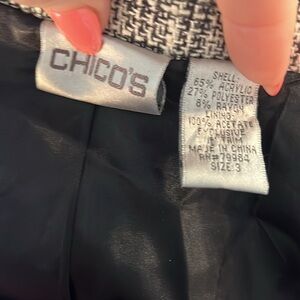 CHICO'S
SHELL:
65% ACRYLIC
27% POLYESTER
8% RAYON
LINING:
100% ACETATE
EXCLUSIVE
OF TRIM
MADE IN CHINA
RN#79984
SIZE 3